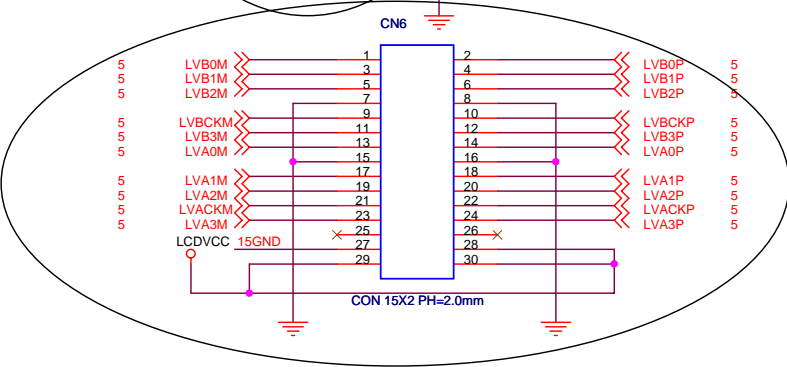 CN6
5 LVB0M 1 2 LVB0P 5
5 LVB1M 3 4 LVB1P 5
5 LVB2M 5 6 LVB2P 5
7 8
5 LVBCKM 9 10 LVBCKP 5
5 LVB3M 11 12 LVB3P 5
5 LVA0M 13 14 LVA0P 5
15 16
5 LVA1M 17 18 LVA1P 5
5 LVA2M 19 20 LVA2P 5
5 LVACKM 21 22 LVACKP 5
5 LVA3M 23 24 LVA3P 5
25 26
LCDVCC 15GND 27 28
29 30
CON 15X2 PH=2.0mm